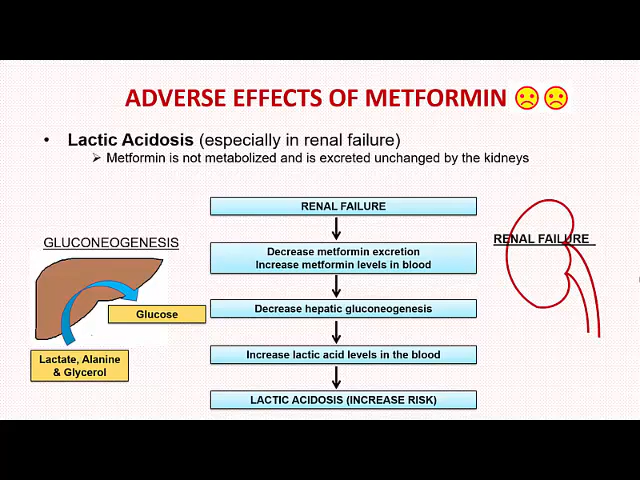 ADVERSE EFFECTS OF METFORMIN
• Lactic Acidosis (especially in renal failure)
➢ Metformin is not metabolized and is excreted unchanged by the kidneys
GLUCONEOGENESIS
Glucose
Lactate, Alanine
& Glycerol
RENAL FAILURE
Decrease metformin excretion
Increase metformin levels in blood
Decrease hepatic gluconeogenesis
Increase lactic acid levels in the blood
LACTIC ACIDOSIS (INCREASE RISK)
RENAL FAILURE